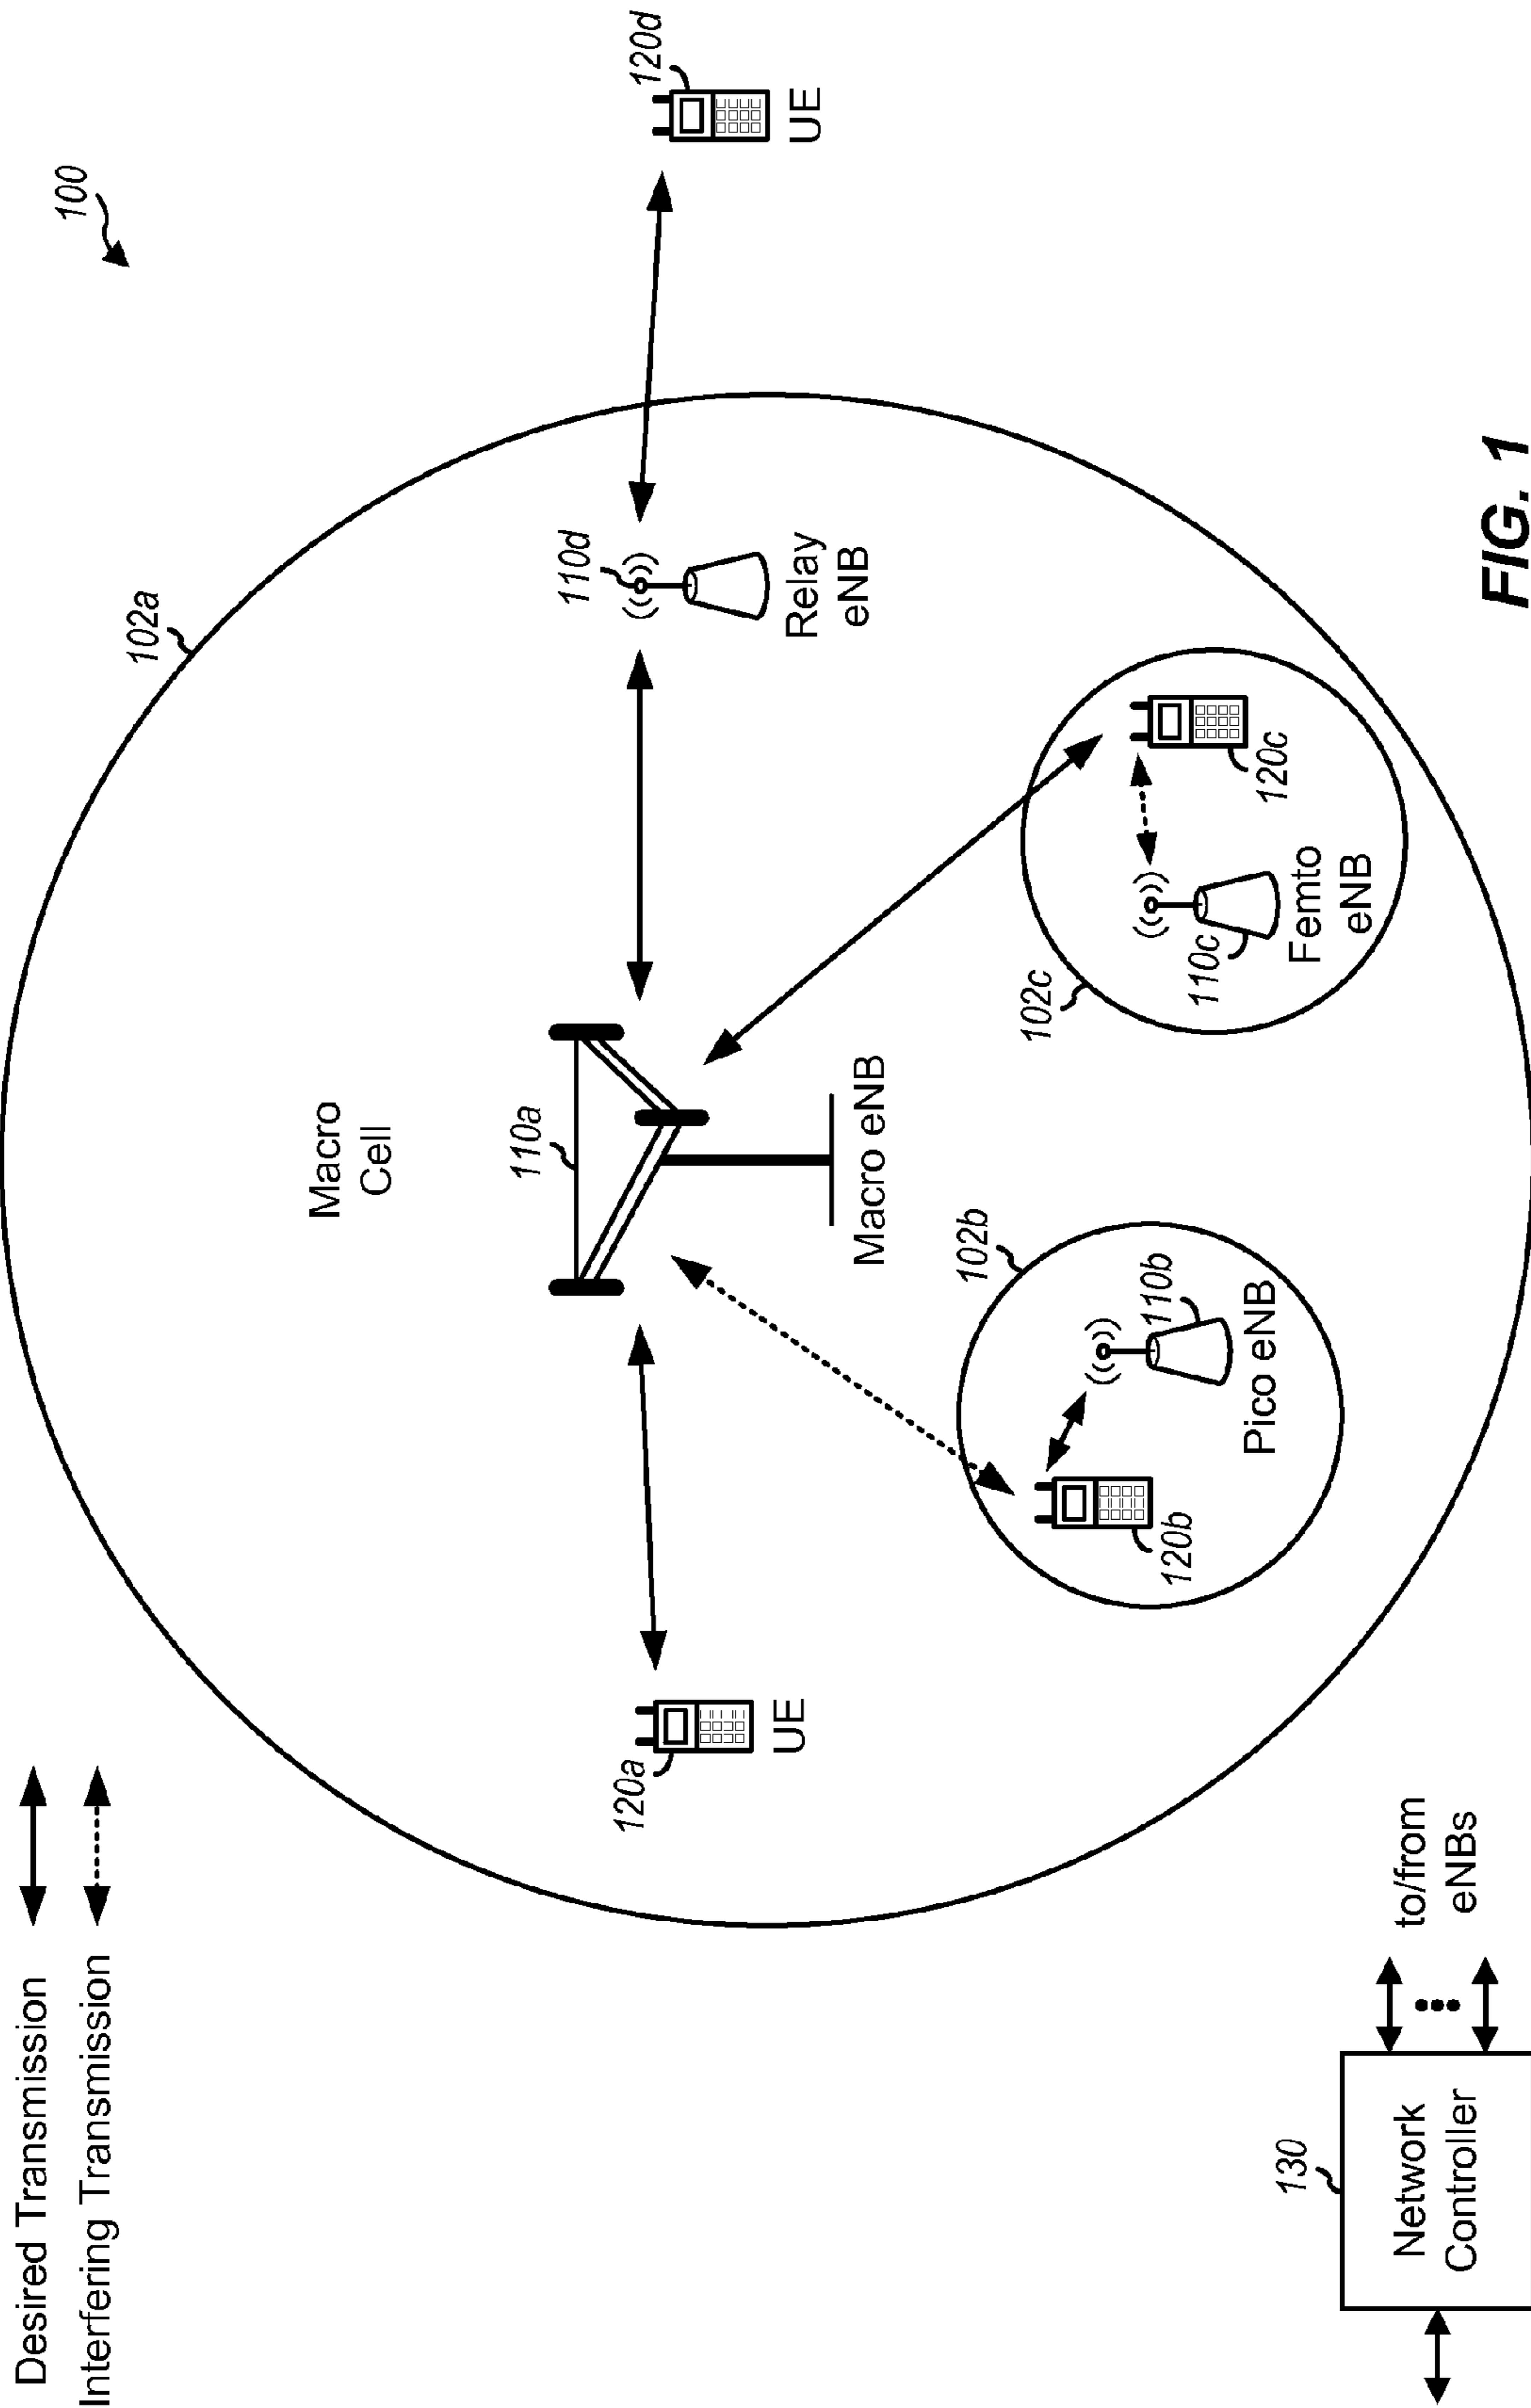 Desired Transmission
Interfering Transmission
100
102a
Macro
Cell
110a
Macro eNB
110d
Relay
eNB
120a
UE
120d
UE
102b
110b
Pico eNB
120b
102c
110c
Femto
eNB
120c
130
Network
Controller
to/from
eNBs
FIG. 1